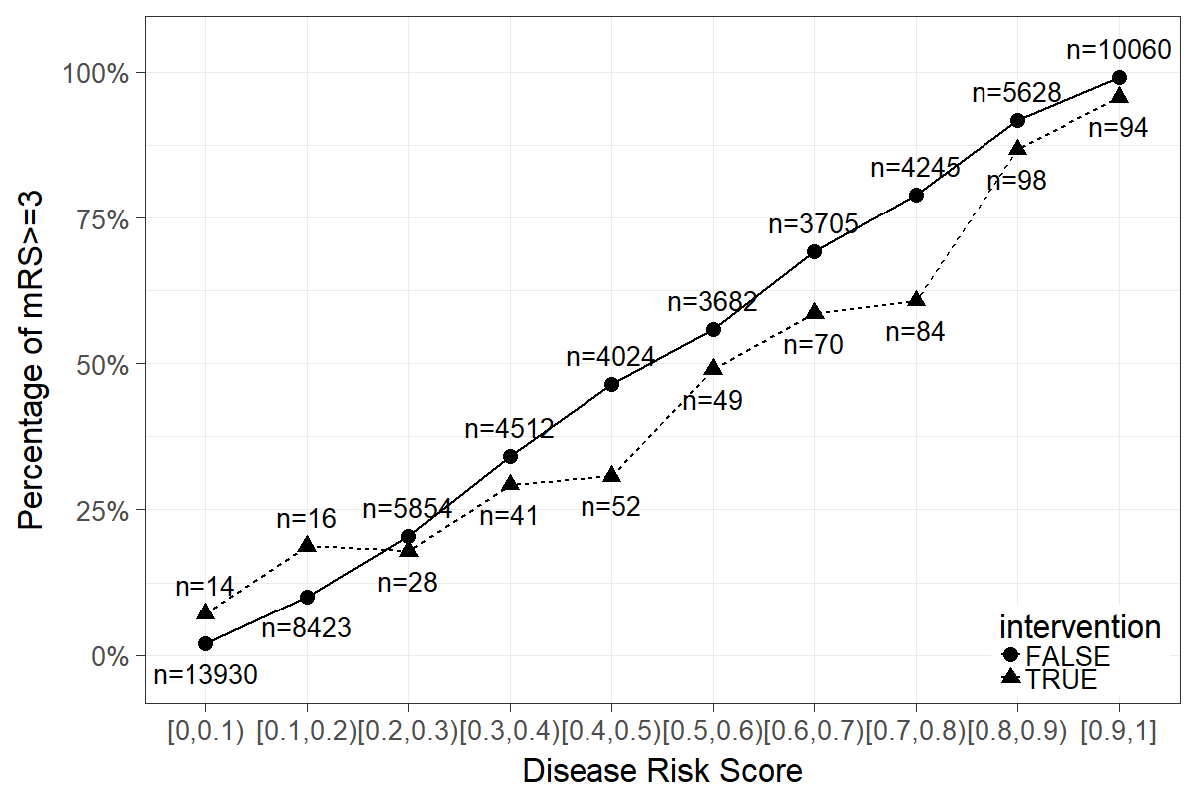 n=10060
100%
n=5628
n=94
n=4245
n=98
75%
n=3705
n=3682
n=84
n=70
50%
n=4024
n=49
n=4512
n=5854
n=52
25%
n=16
n=41
n=14
n=28
n=8423
0%
n=13930
Percentage of mRS>=3
intervention
FALSE
TRUE
[0,0.1) [0.1,0.2) [0.2,0.3) [0.3,0.4) [0.4,0.5) [0.5,0.6) [0.6,0.7) [0.7,0.8) [0.8,0.9) [0.9,1]
Disease Risk Score